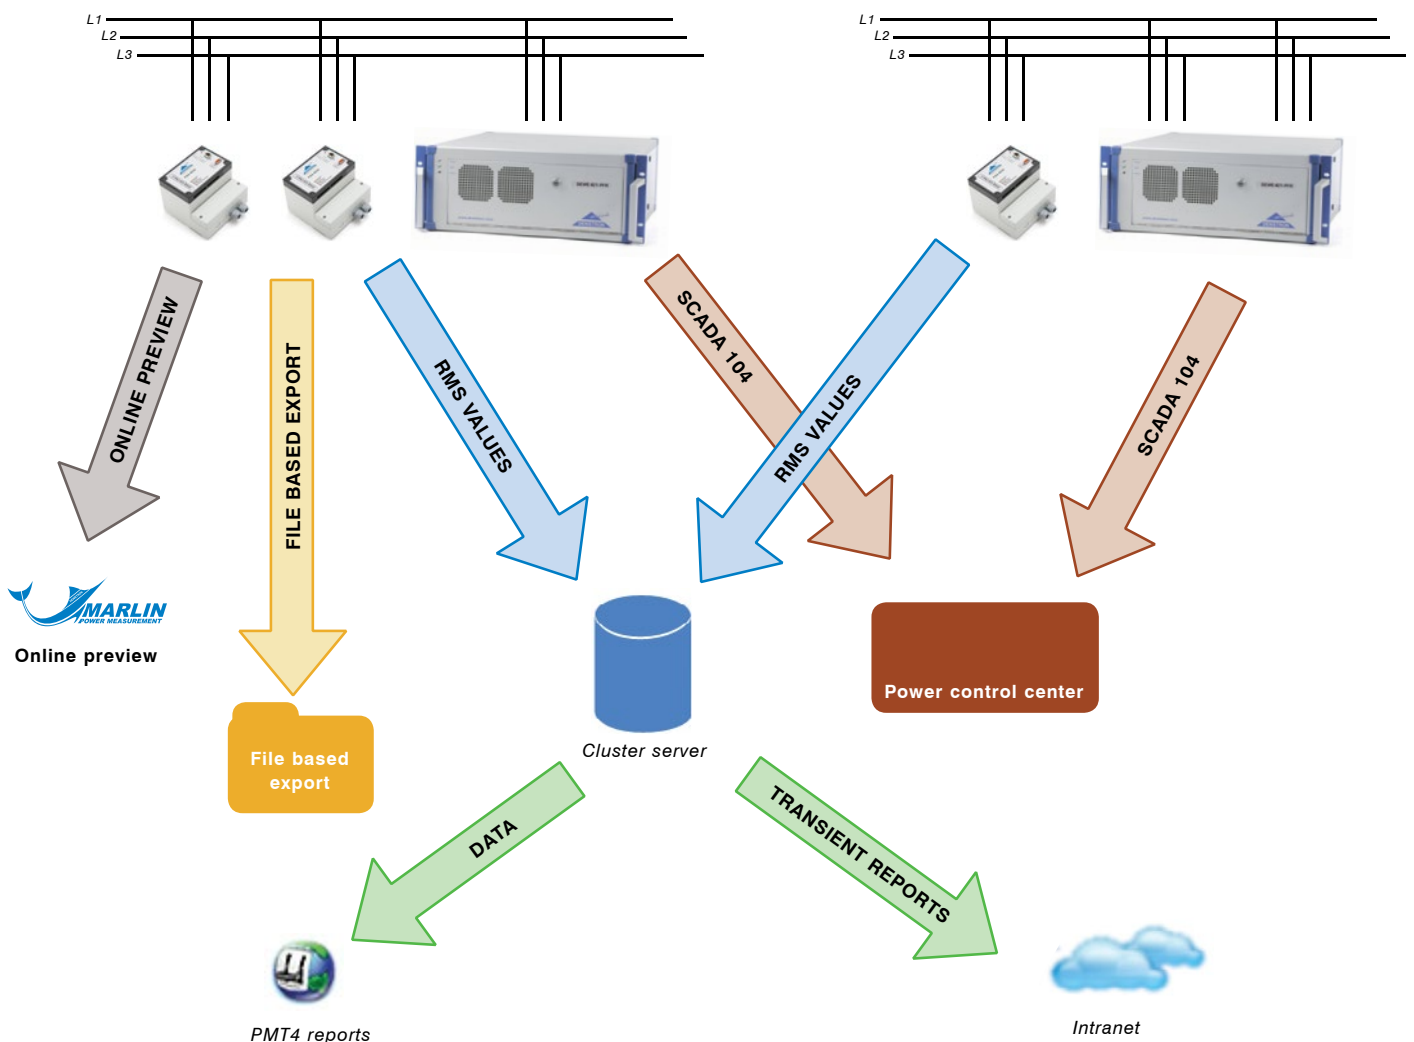 L1
L2
L3
L1
L2
L3
ONLINE PREVIEW
FILE BASED EXPORT
RMS VALUES
SCADA 104
RMS VALUES
SCADA 104
MARLIN
POWER MEASUREMENT
Online preview
File based
export
Cluster server
Power control center
DATA
TRANSIENT REPORTS
PMT4 reports
Intranet